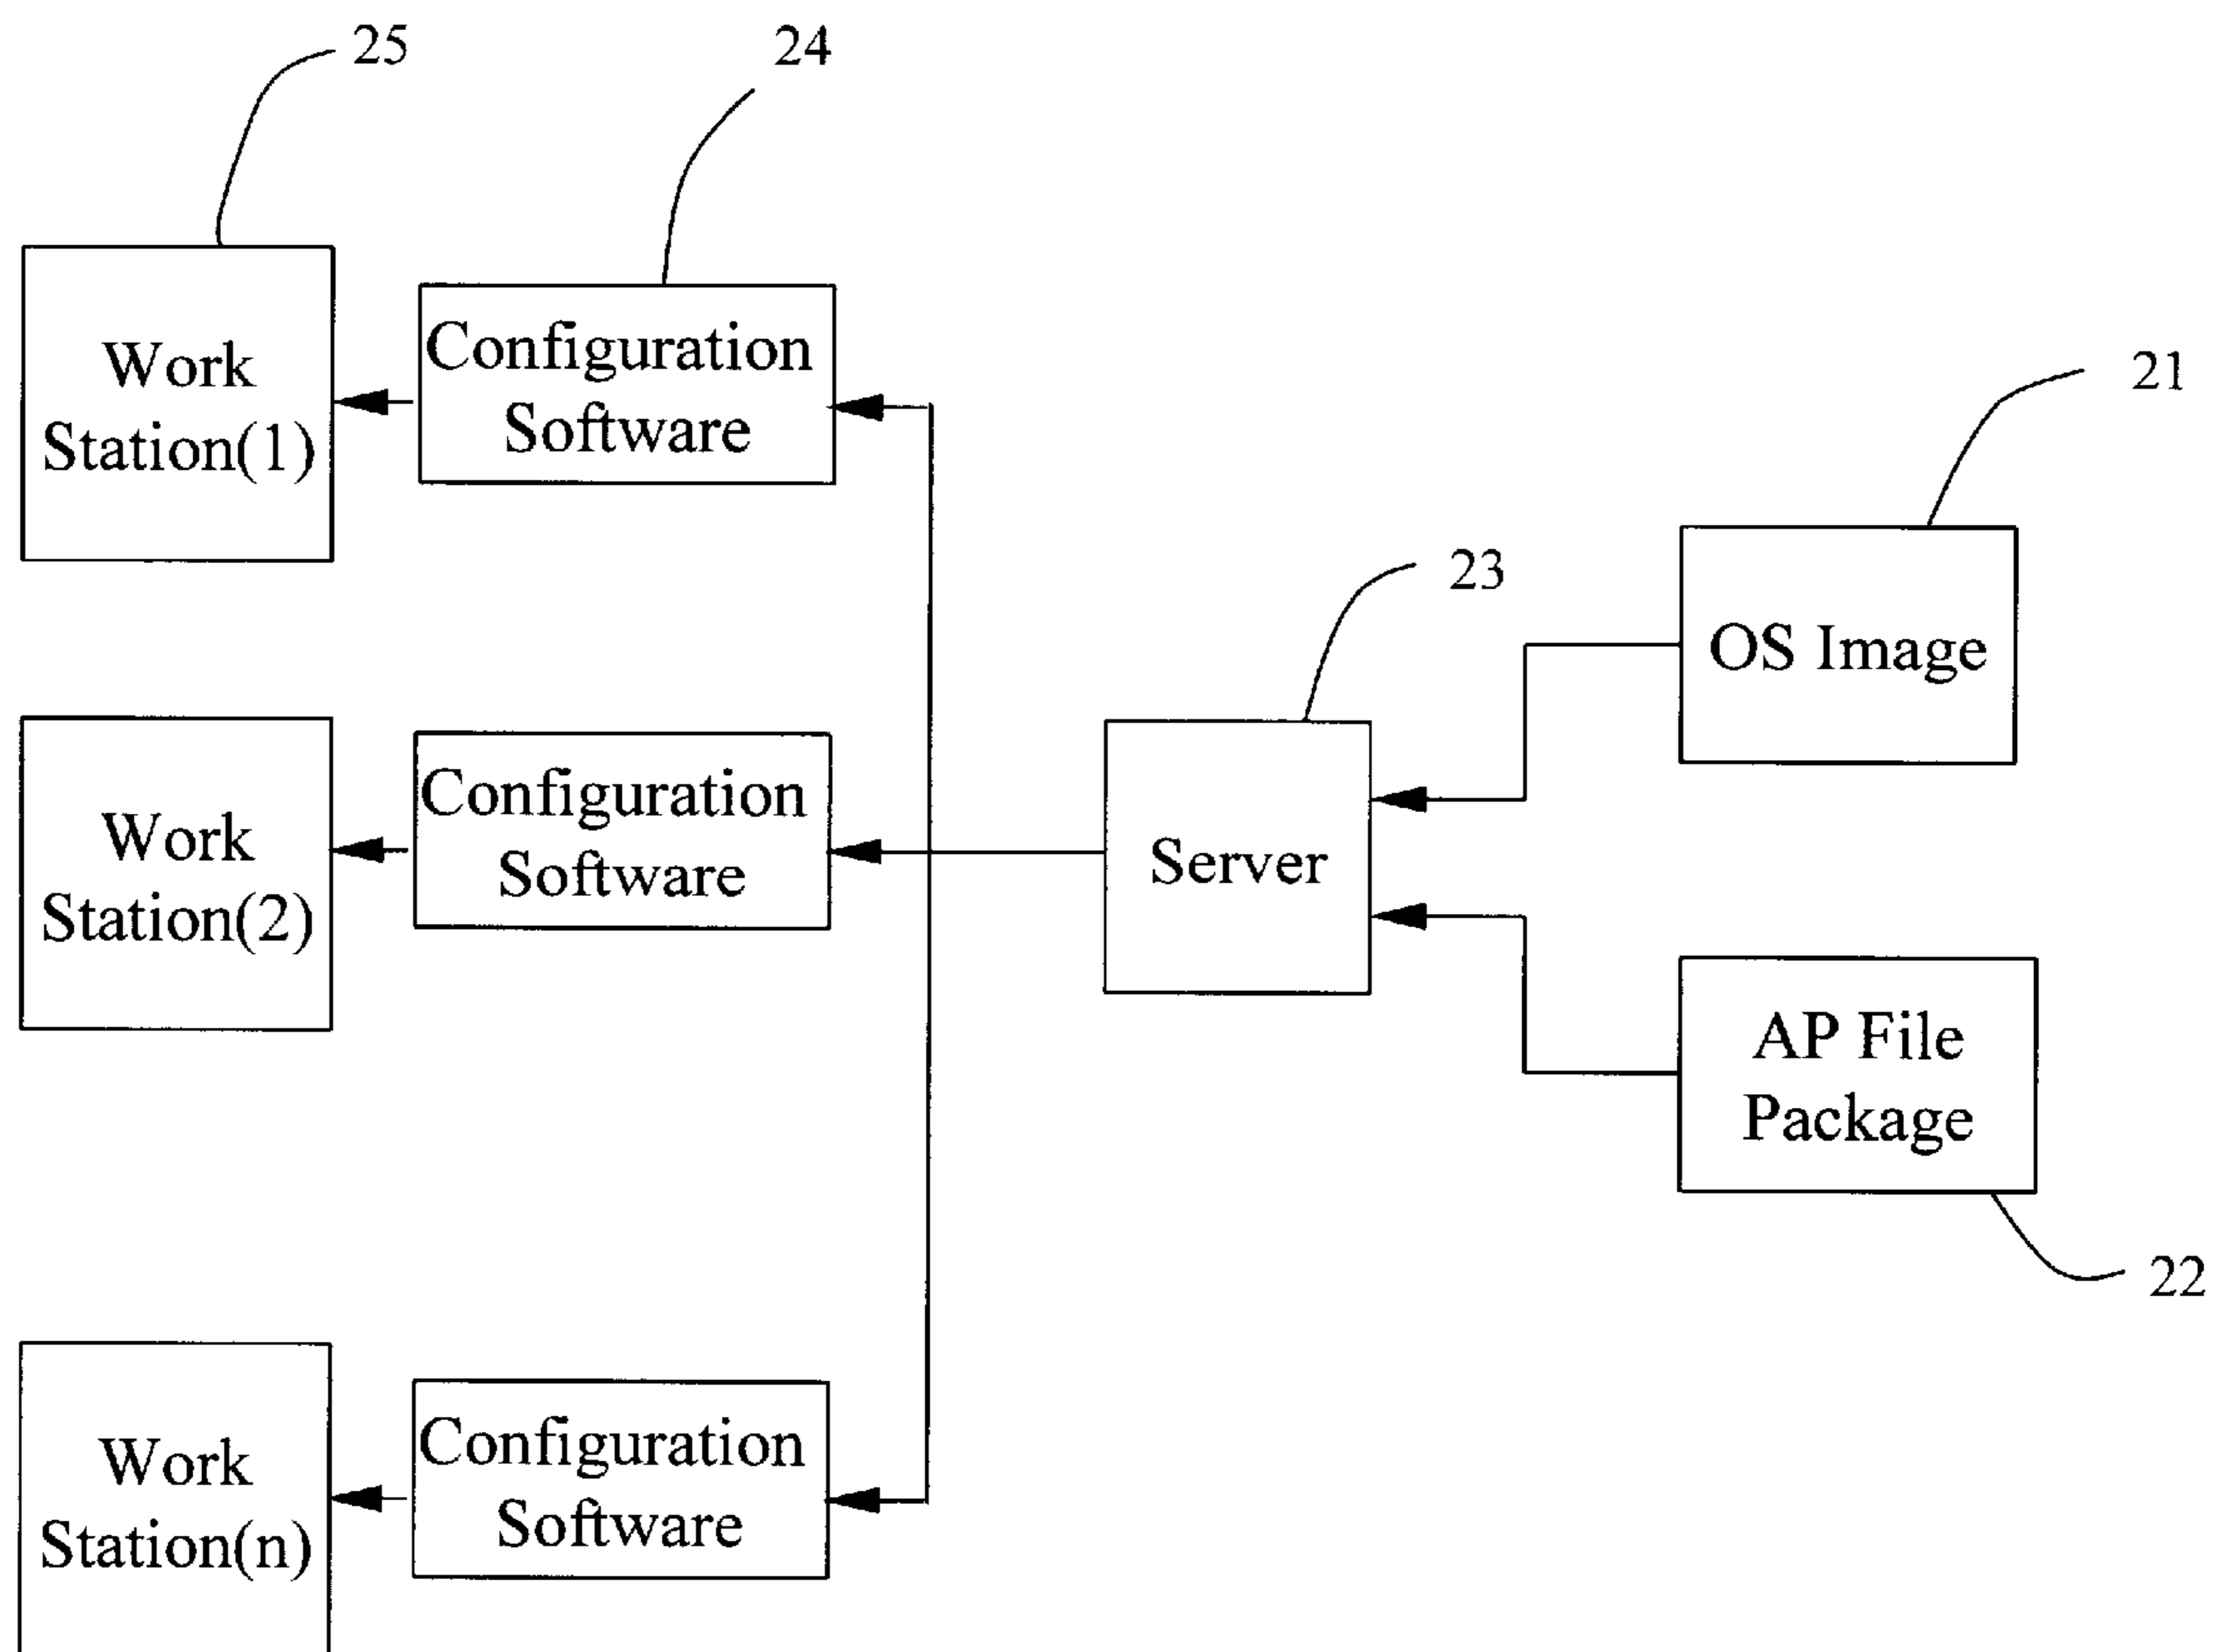 25
24
Work
Station(1)
Configuration
Software
21
23
OS Image
Work
Station(2)
Configuration
Software
Server
AP File
Package
22
Work
Station(n)
Configuration
Software